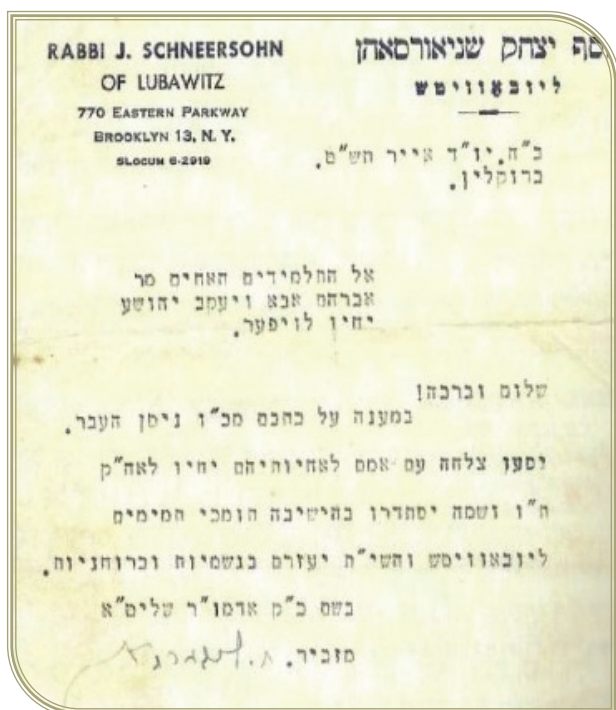 RABBI J. SCHNEERSOHN
OF LUBAWITZ
770 EASTERN PARKWAY
BROOKLYN 13, N. Y.
SLOCUM 6-2919
סף יצחק שניאורסאהן
ליובאוויטש
ב"ה, יו"ד אייר תש"ט.
ברוקלין.
אל התלמידים האחים מר
אברהם אבא ויעקב יהושע
יחיו לויפער.
שלום וברכה!
במענה על כתבם מכ"ו ניסן העבר.
יסעו צלחה עם אמם לאחיותיהם יחיו לאה"ק
ת"ו ושמה יסתדרו בהישיבה תומכי תמימים
ליובאוויטש והשי"ת יעזרם בגשמיות וברוחניות.
בשם כ"ק אדמו"ר שליט"א
מזכיר.